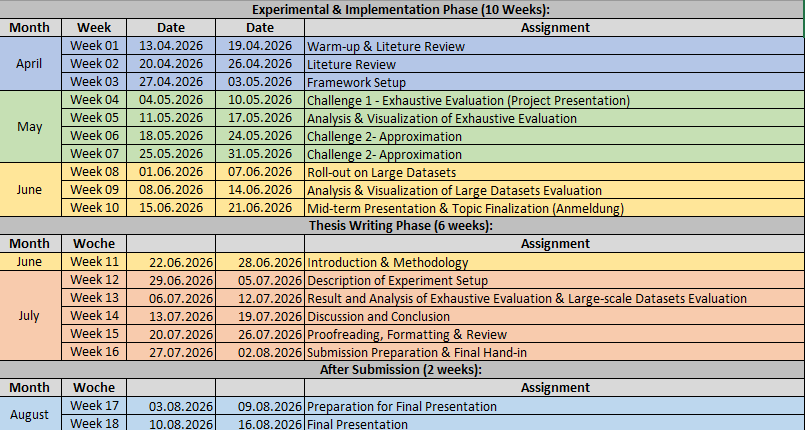 Experimental & Implementation Phase (10 Weeks):
Month Week Date Date Assignment
April Week 01 13.04.2026 19.04.2026 Warm-up & Liteture Review
Week 02 20.04.2026 26.04.2026 Liteture Review
Week 03 27.04.2026 03.05.2026 Framework Setup
May Week 04 04.05.2026 10.05.2026 Challenge 1 - Exhaustive Evaluation (Project Presentation)
Week 05 11.05.2026 17.05.2026 Analysis & Visualization of Exhaustive Evaluation
Week 06 18.05.2026 24.05.2026 Challenge 2- Approximation
Week 07 25.05.2026 31.05.2026 Challenge 2- Approximation
June Week 08 01.06.2026 07.06.2026 Roll-out on Large Datasets
Week 09 08.06.2026 14.06.2026 Analysis & Visualization of Large Datasets Evaluation
Week 10 15.06.2026 21.06.2026 Mid-term Presentation & Topic Finalization (Anmeldung)
Thesis Writing Phase (6 weeks):
Month Woche Assignment
June Week 11 22.06.2026 28.06.2026 Introduction & Methodology
July Week 12 29.06.2026 05.07.2026 Description of Experiment Setup
Week 13 06.07.2026 12.07.2026 Result and Analysis of Exhaustive Evaluation & Large-scale Datasets Evaluation
Week 14 13.07.2026 19.07.2026 Discussion and Conclusion
Week 15 20.07.2026 26.07.2026 Proofreading, Formatting & Review
Week 16 27.07.2026 02.08.2026 Submission Preparation & Final Hand-in
After Submission (2 weeks):
Month Woche Assignment
August Week 17 03.08.2026 09.08.2026 Preparation for Final Presentation
Week 18 10.08.2026 16.08.2026 Final Presentation